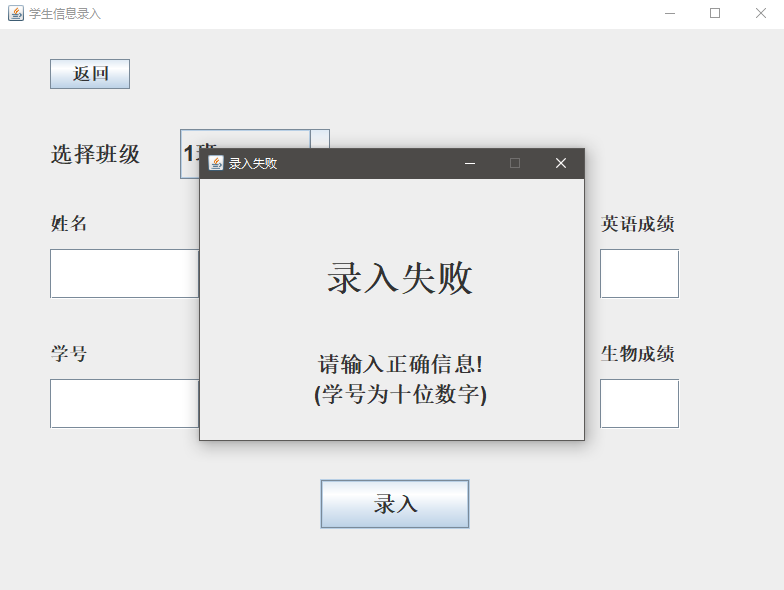 学生信息录入
返回
选择班级
1班
录入失败
姓名
英语成绩
录入失败
学号
生物成绩
请输入正确信息!
(学号为十位数字)
录入